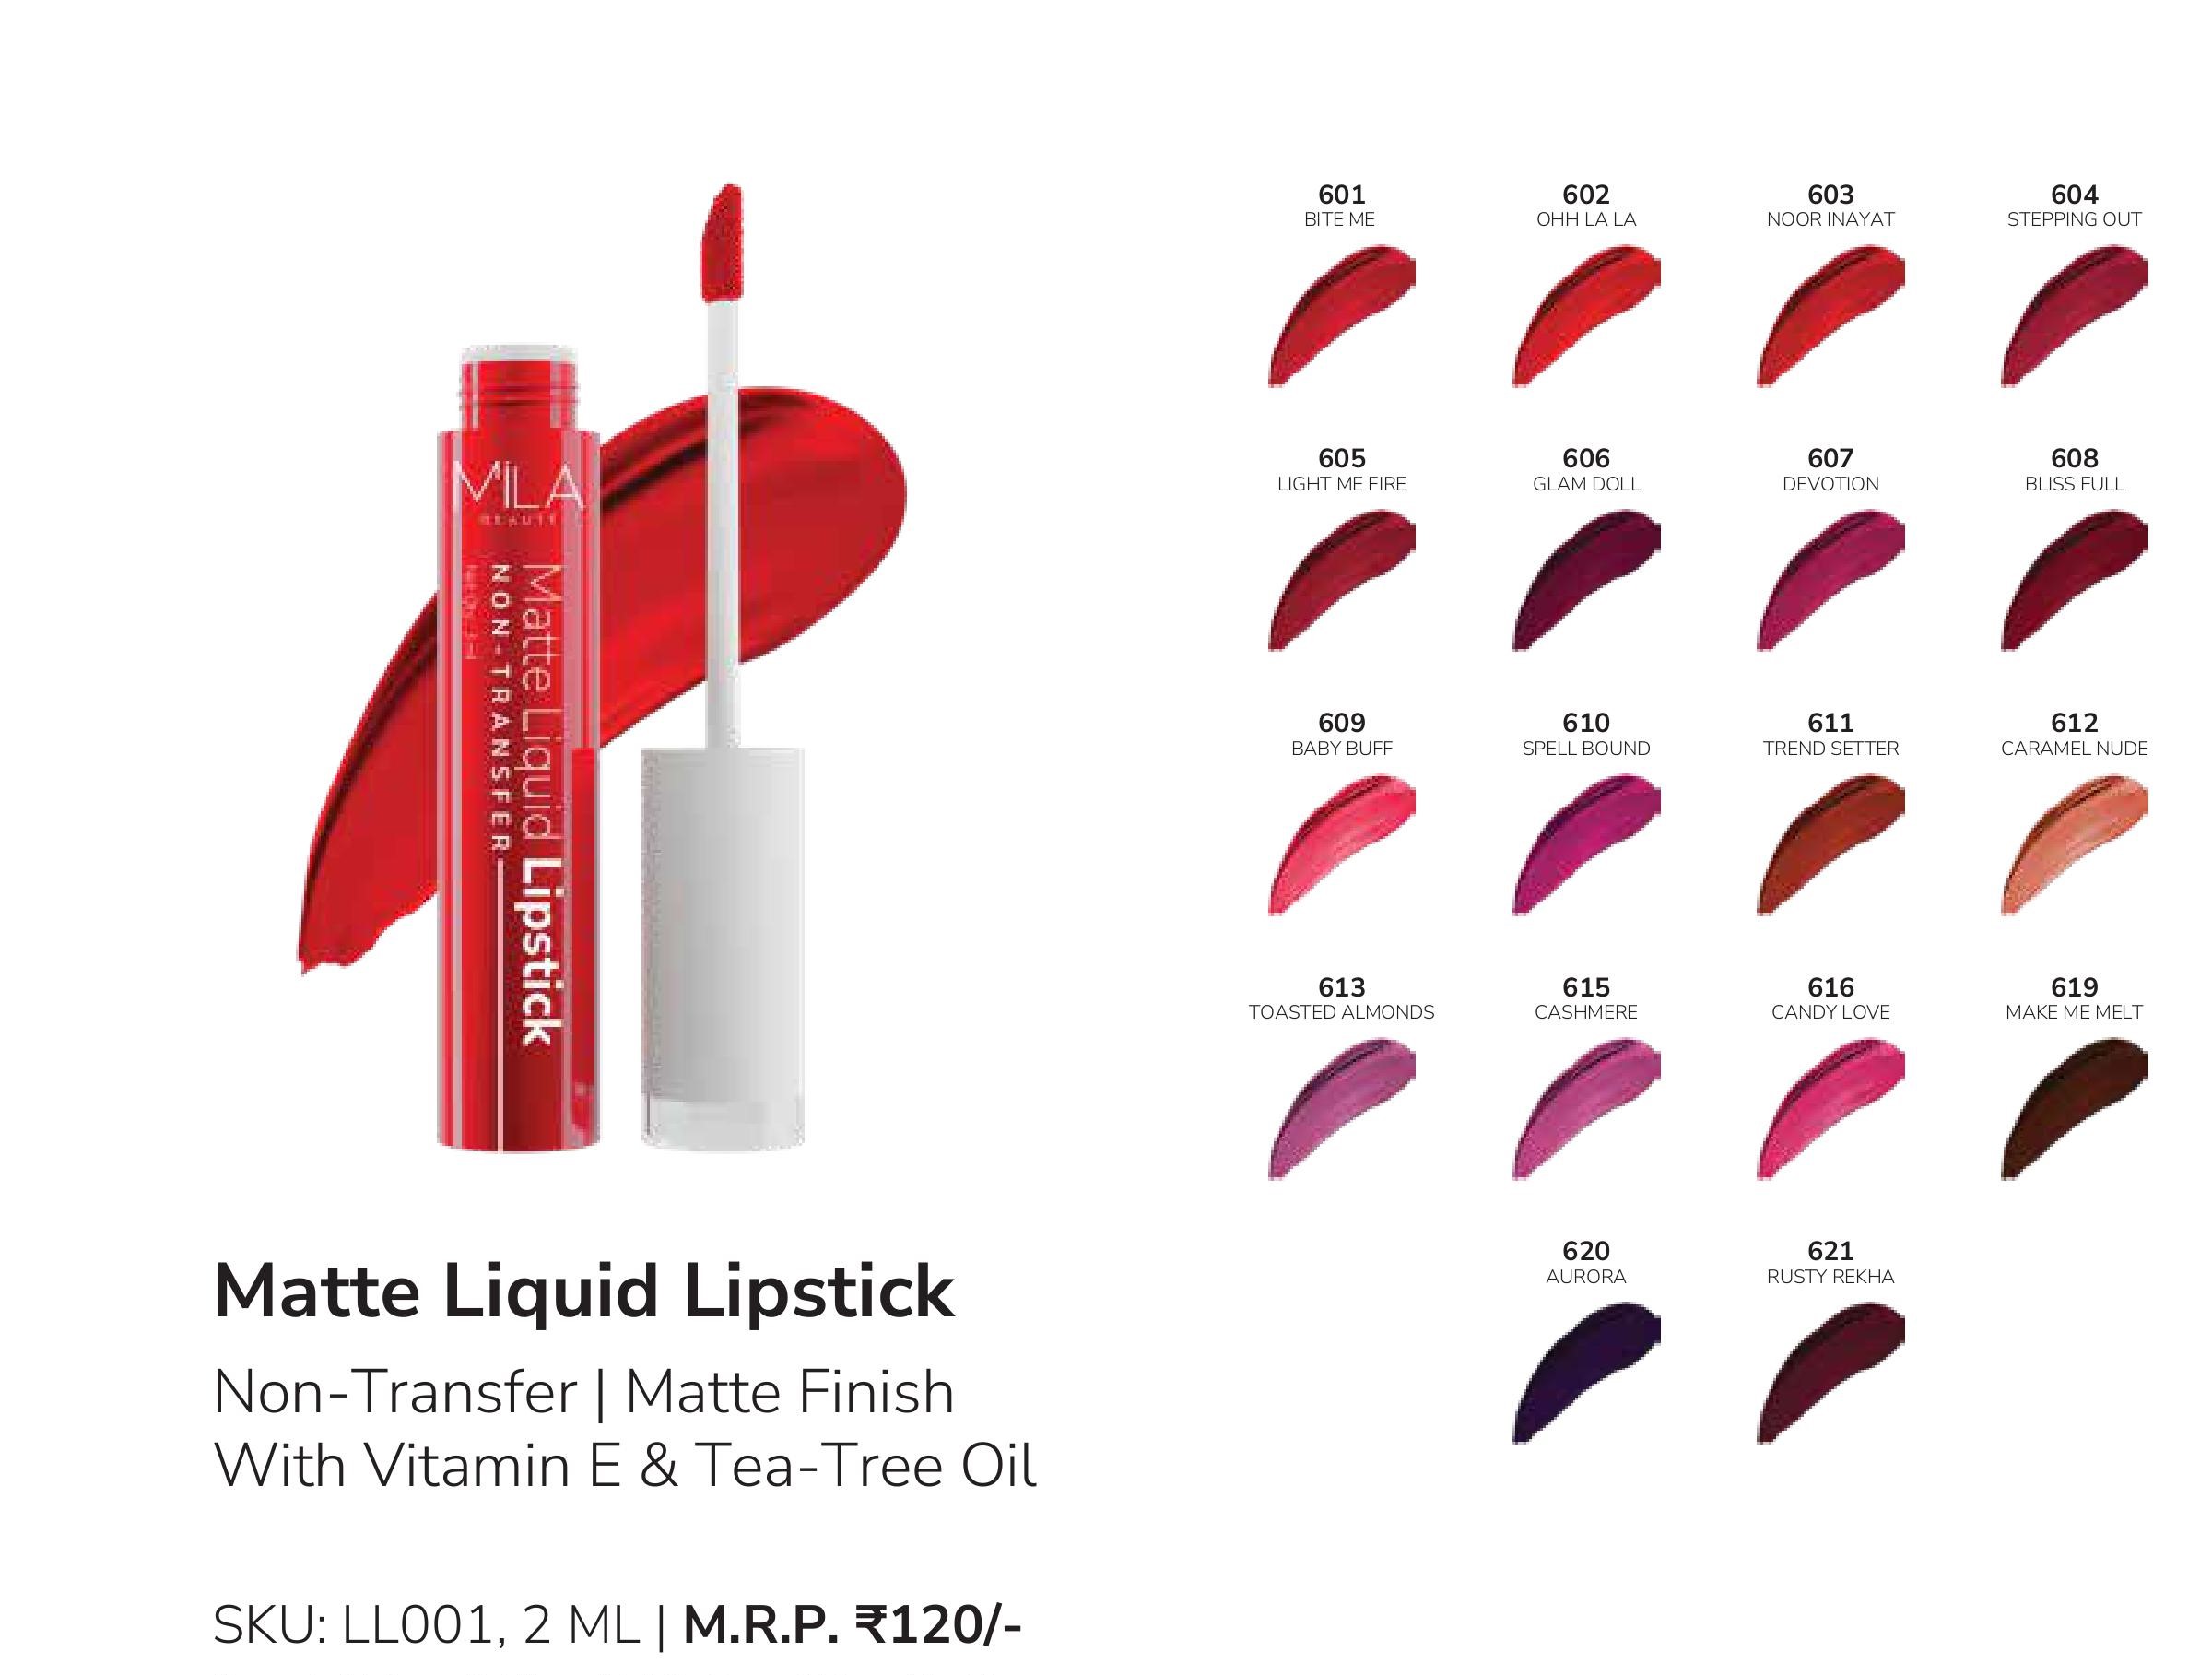 MILA
BEAUTE
Matte Liquid Lipstick
NON-TRANSFER
Matte Liquid Lipstick
Non-Transfer | Matte Finish
With Vitamin E & Tea-Tree Oil
SKU: LL001, 2 ML | M.R.P. ₹120/-
601
BITE ME
602
OHH LA LA
603
NOOR INAYAT
604
STEPPING OUT
605
LIGHT ME FIRE
606
GLAM DOLL
607
DEVOTION
608
BLISS FULL
609
BABY BUFF
610
SPELL BOUND
611
TREND SETTER
612
CARAMEL NUDE
613
TOASTED ALMONDS
615
CASHMERE
616
CANDY LOVE
619
MAKE ME MELT
620
AURORA
621
RUSTY REKHA